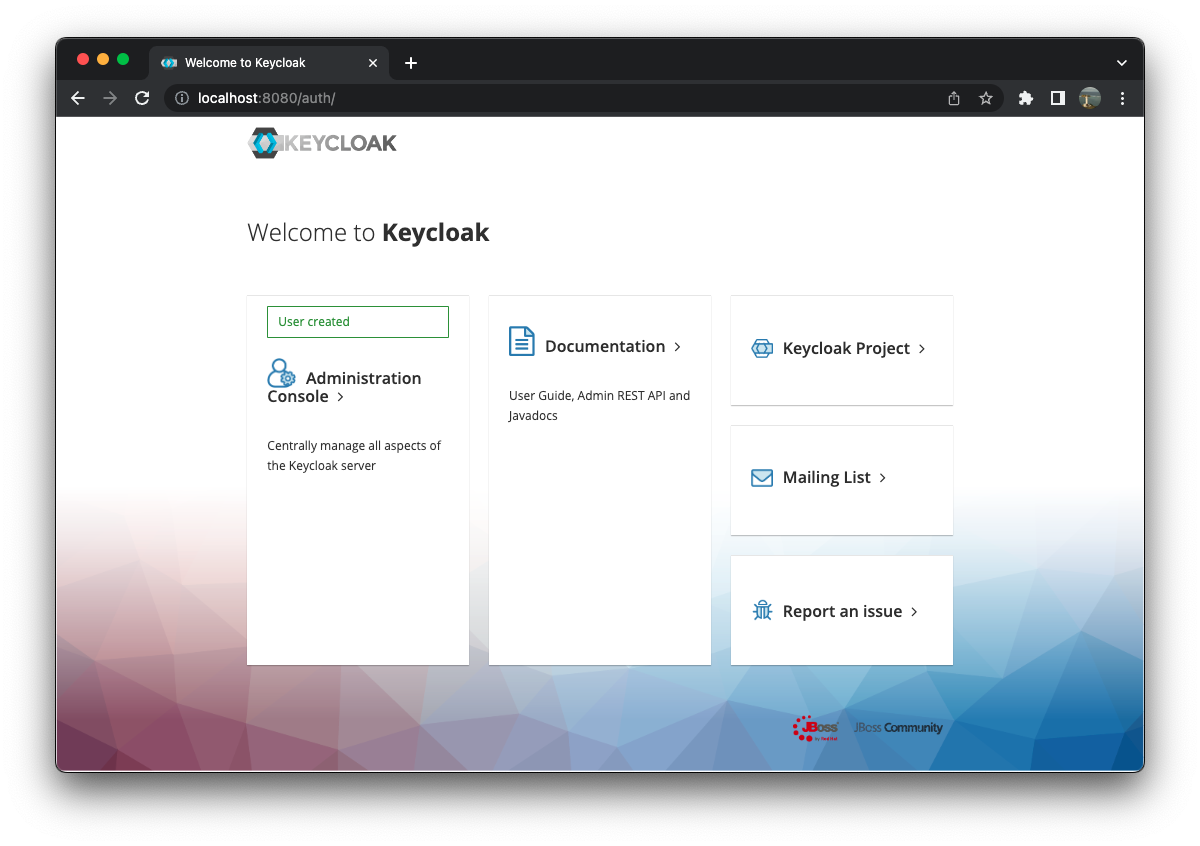 Welcome to Keycloak
localhost:8080/auth/
KEYCLOAK
Welcome to Keycloak
User created
Administration
Console
Centrally manage all aspects of
the Keycloak server
Documentation
User Guide, Admin REST API and
Javadocs
Keycloak Project
Mailing List
Report an issue
JBoss
by Red Hat
JBoss Community